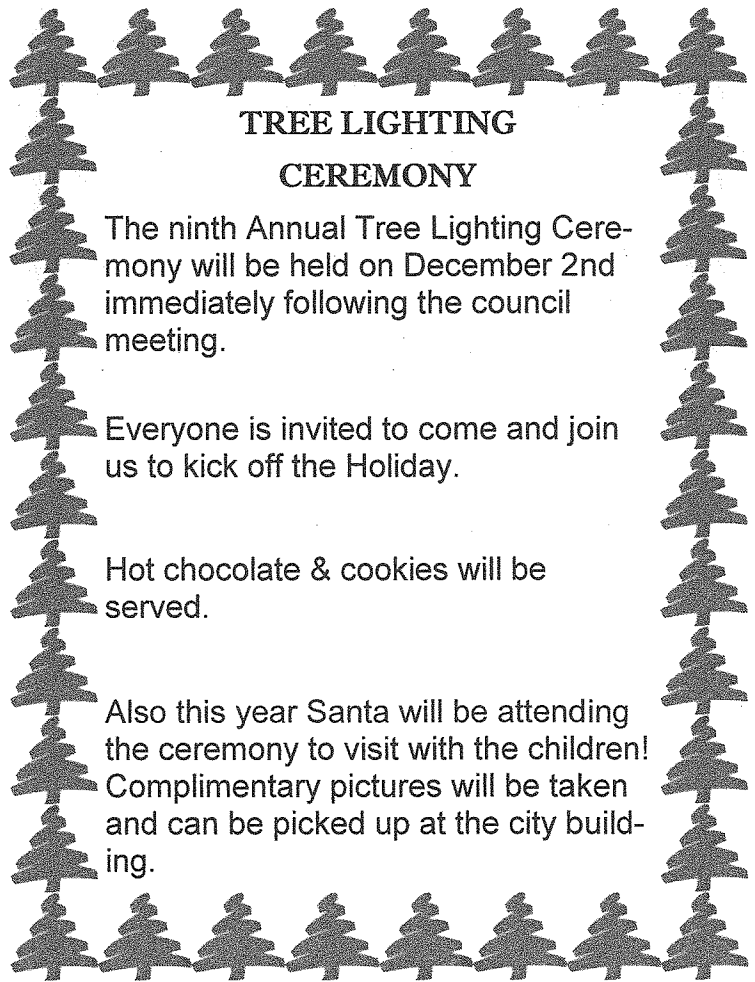 TREE LIGHTING
CEREMONY
The ninth Annual Tree Lighting Cere-
mony will be held on December 2nd
immediately following the council
meeting.
Everyone is invited to come and join
us to kick off the Holiday.
Hot chocolate & cookies will be
served.
Also this year Santa will be attending
the ceremony to visit with the children!
Complimentary pictures will be taken
and can be picked up at the city build-
ing.